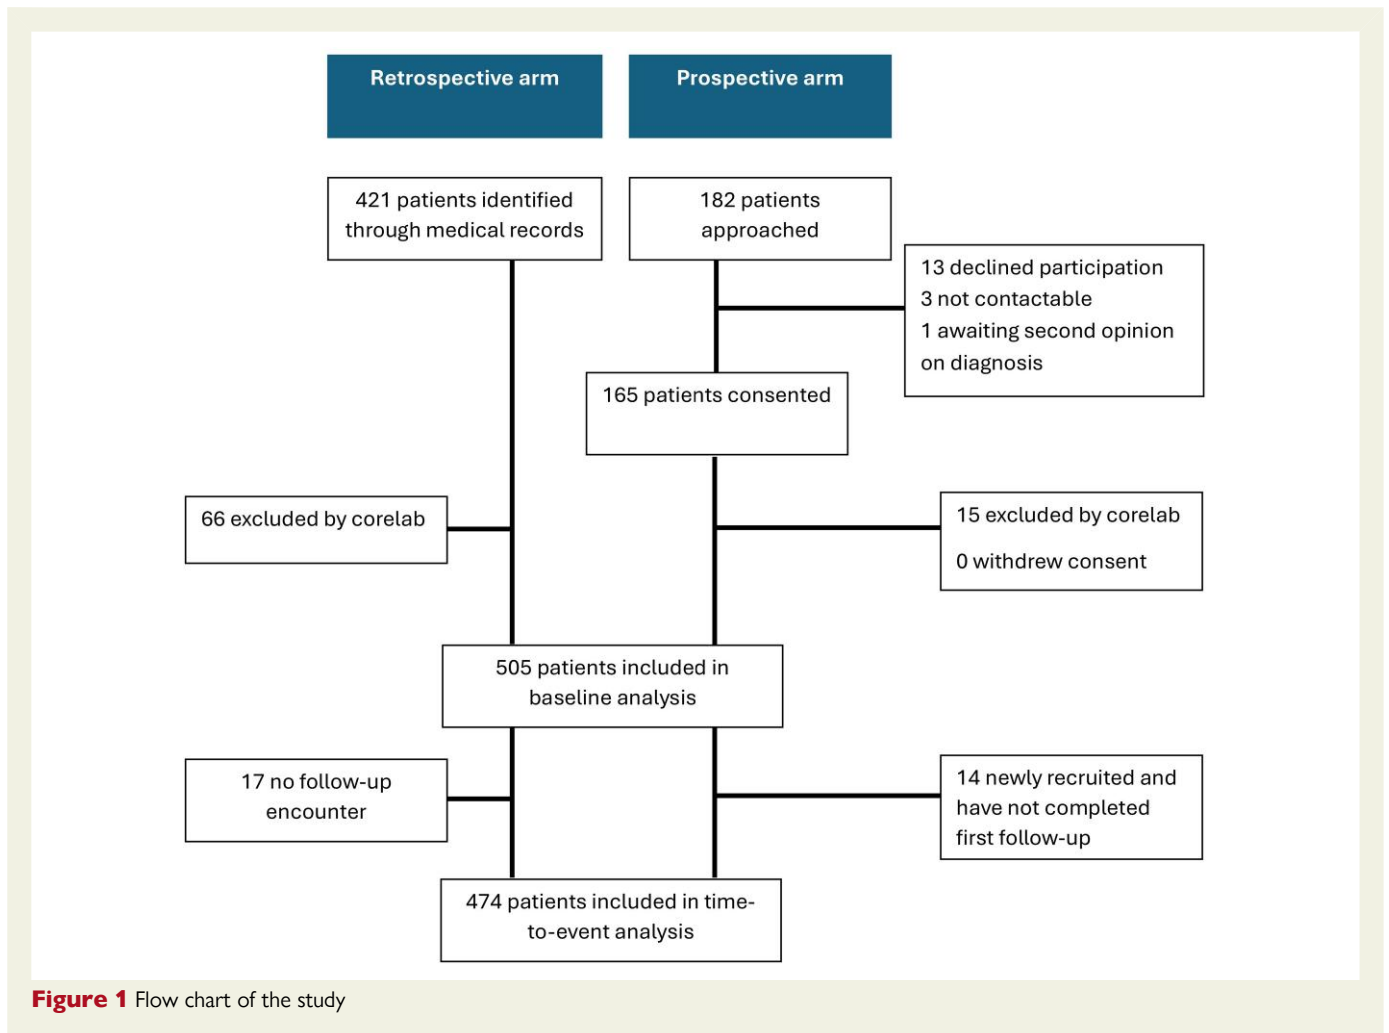 Retrospective arm
Prospective arm
421 patients identified
through medical records
182 patients
approached
13 declined participation
3 not contactable
1 awaiting second opinion
on diagnosis
165 patients consented
66 excluded by corelab
15 excluded by corelab
0 withdrew consent
505 patients included in
baseline analysis
17 no follow-up
encounter
14 newly recruited and
have not completed
first follow-up
474 patients included in time-
to-event analysis
Figure 1 Flow chart of the study